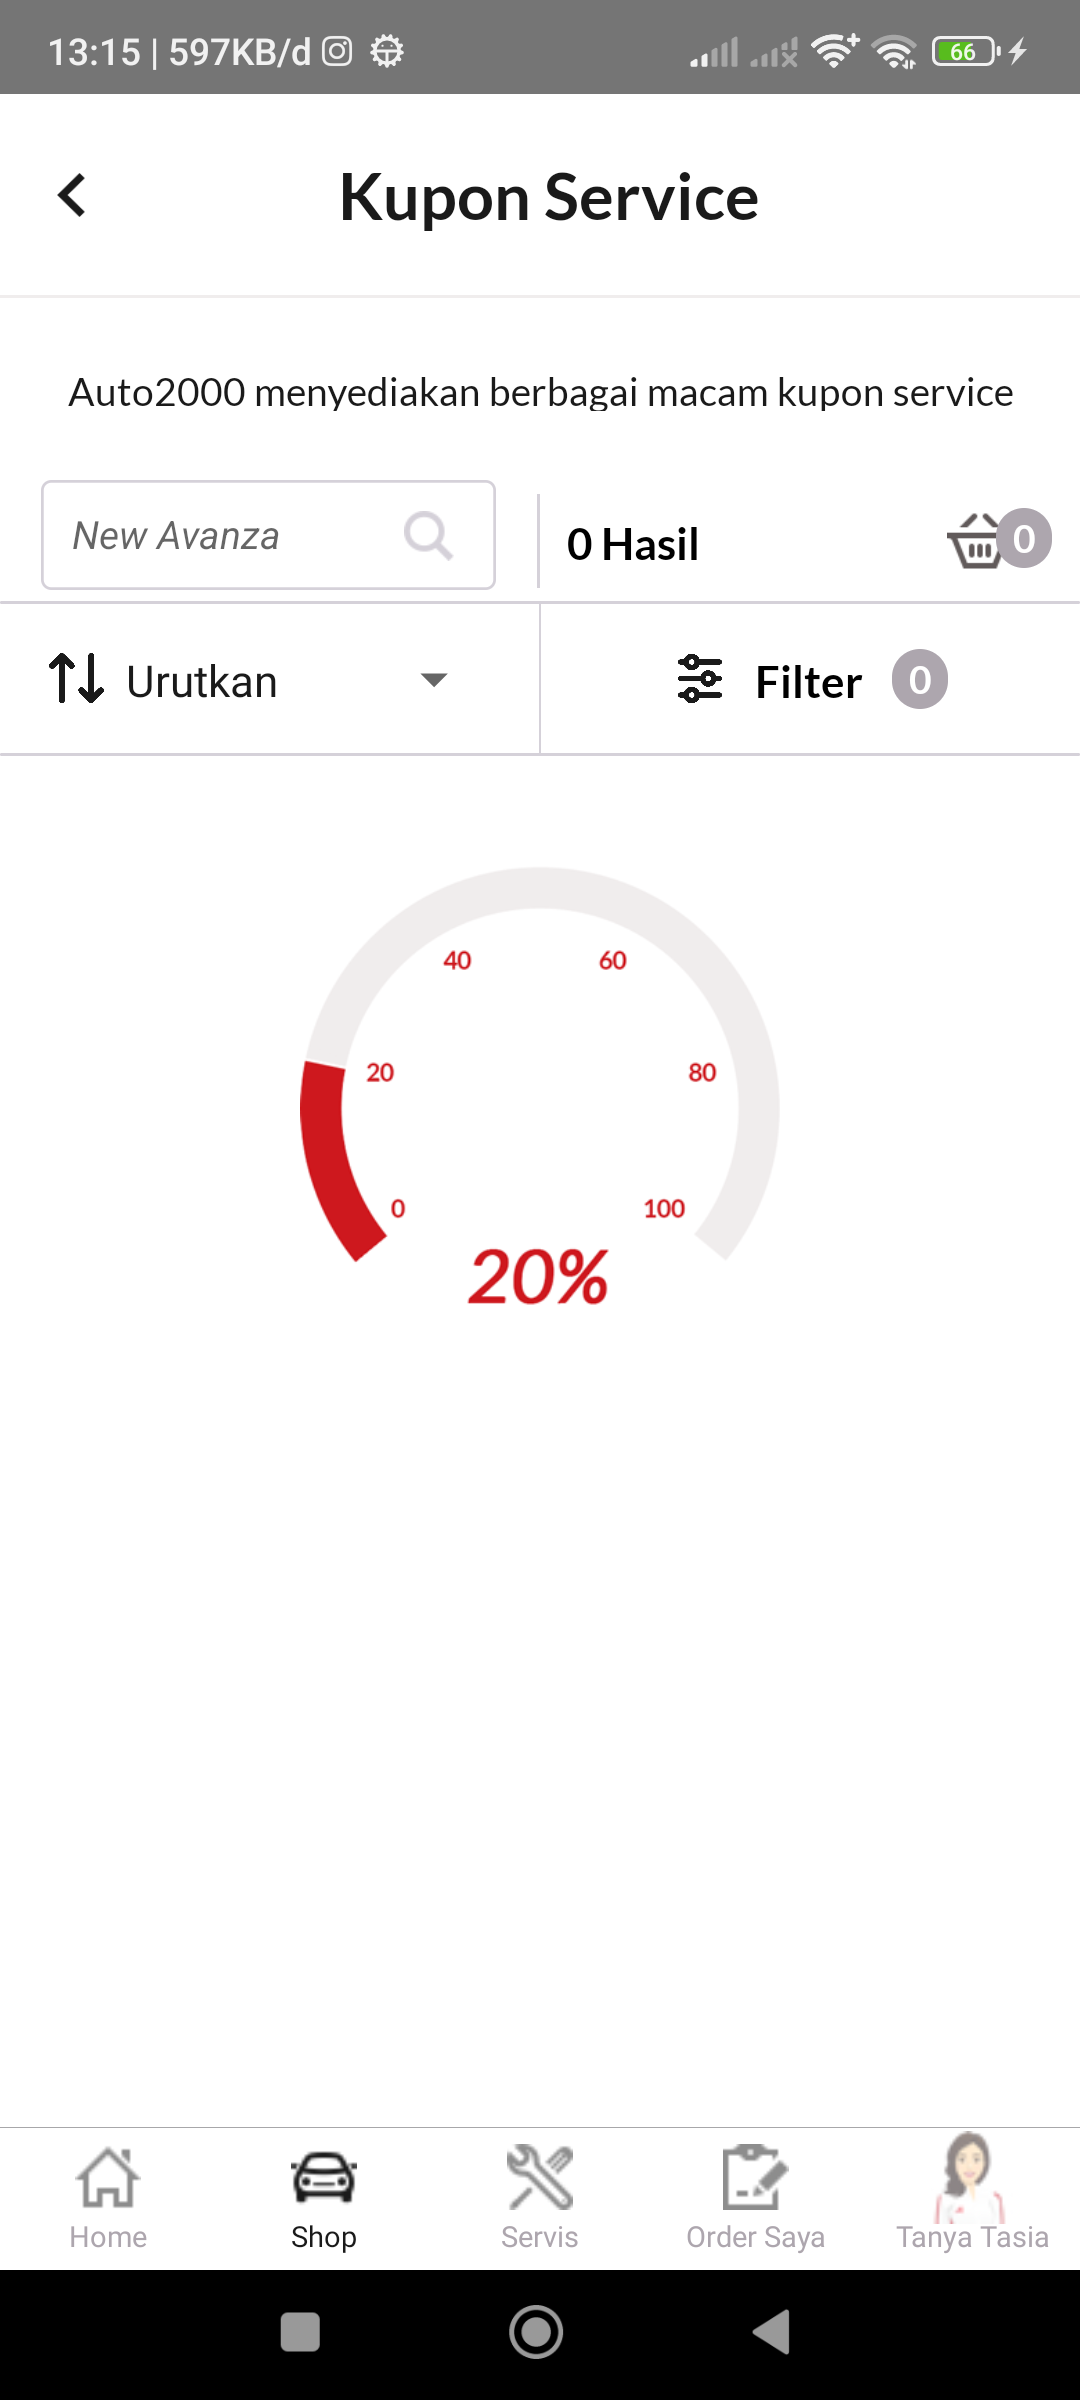 13:15 | 597KB/d 66
Kupon Service
Auto2000 menyediakan berbagai macam kupon service
New Avanza 0 Hasil 0
Urutkan Filter 0
40 60
20 80
0 100
20%
Home Shop Servis Order Saya Tanya Tasia